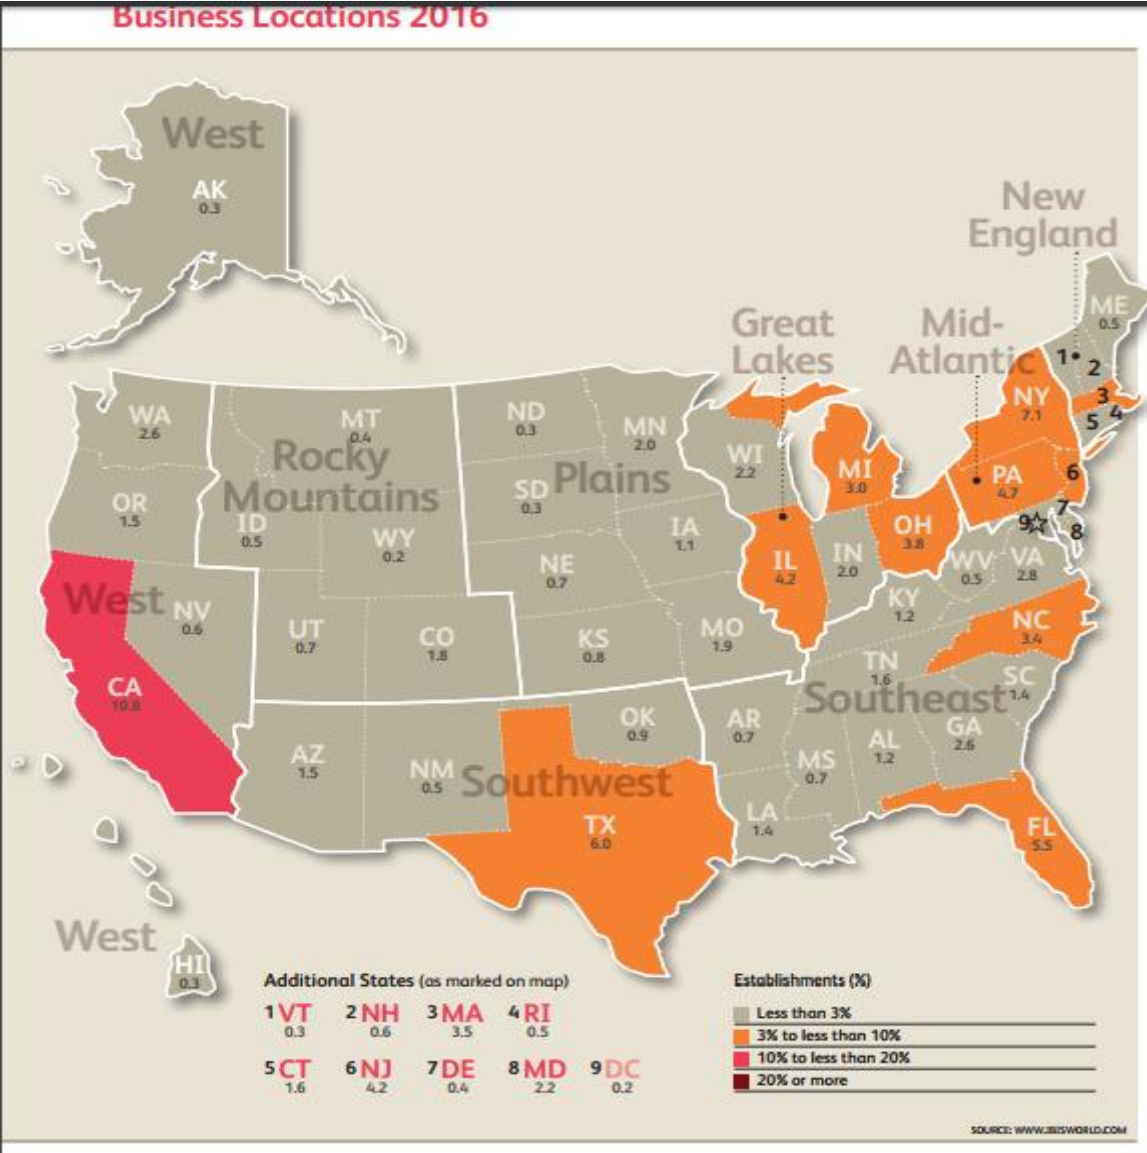 Business Locations 2016
West
AK
0.3
New
England
ME
0.5
Great
Lakes
Mid-
Atlantic
1
2
3
4
5
NY
7.1
WA
2.6
MT
0.4
ND
0.3
MN
2.0
WI
2.2
MI
3.0
PA
4.7
6
7
8
9
Rocky
Mountains
Plains
OR
1.5
ID
0.5
WY
0.2
SD
0.3
IA
1.1
NE
0.7
IL
4.2
IN
2.0
OH
3.8
WV
0.5
VA
2.8
KY
1.2
NC
3.4
West
NV
0.6
CA
10.8
UT
0.7
CO
1.8
KS
0.8
MO
1.9
TN
1.6
SC
1.4
Southeast
AZ
1.5
NM
0.5
Southwest
OK
0.9
AR
0.7
MS
0.7
AL
1.2
GA
2.6
TX
6.0
LA
1.4
FL
5.5
West
HI
0.3
Additional States (as marked on map)
1 VT 2 NH 3 MA 4 RI
0.3 0.6 3.5 0.5
5 CT 6 NJ 7 DE 8 MD 9 DC
1.6 4.2 0.4 2.2 0.2
Establishments (%)
Less than 3%
3% to less than 10%
10% to less than 20%
20% or more
SOURCE: WWW.IBISWORLD.COM